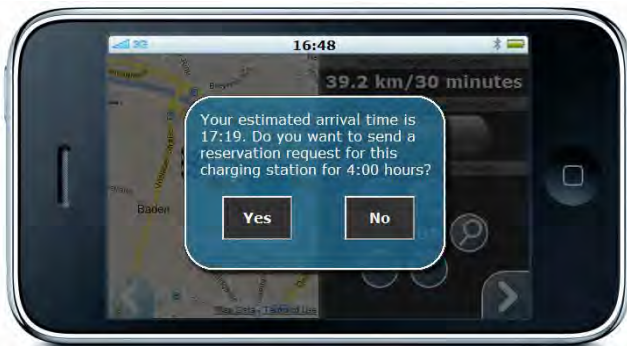 3G
16:48
39.2 km/30 minutes
Your estimated arrival time is
17:19. Do you want to send a
reservation request for this
charging station for 4:00 hours?
Baden
Yes
No